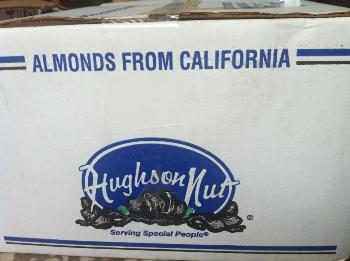 ALMONDS FROM CALIFORNIA
Hughson Nut
®
Serving Special People®